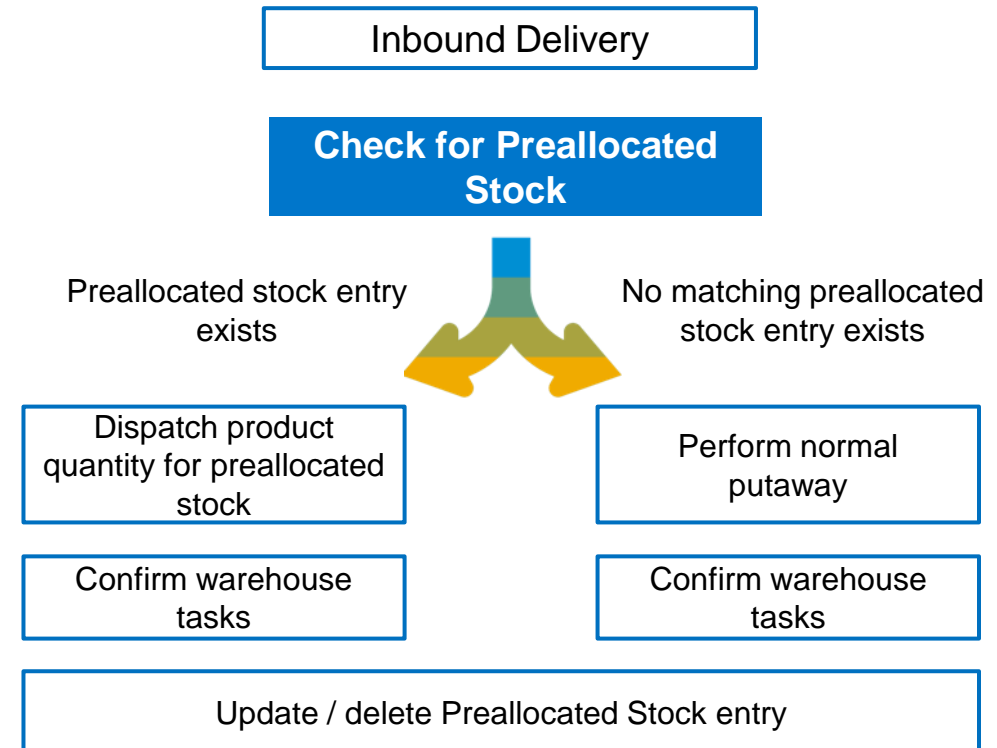 Inbound Delivery
Check for Preallocated
Stock
Preallocated stock entry
exists
No matching preallocated
stock entry exists
Dispatch product
quantity for preallocated
stock
Perform normal
putaway
Confirm warehouse
tasks
Confirm warehouse
tasks
Update / delete Preallocated Stock entry